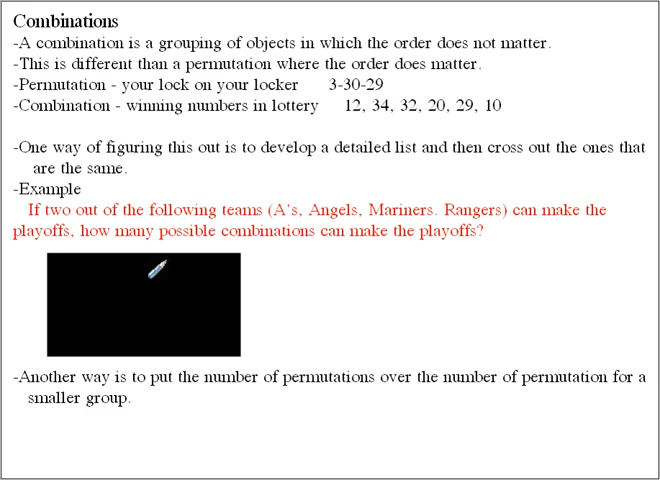 Combinations
-A combination is a grouping of objects in which the order does not matter.
-This is different than a permutation where the order does matter.
-Permutation - your lock on your locker 3-30-29
-Combination - winning numbers in lottery 12, 34, 32, 20, 29, 10
-One way of figuring this out is to develop a detailed list and then cross out the ones that
are the same.
-Example
If two out of the following teams (A's, Angels, Mariners. Rangers) can make the
playoffs, how many possible combinations can make the playoffs?
-Another way is to put the number of permutations over the number of permutation for a
smaller group.